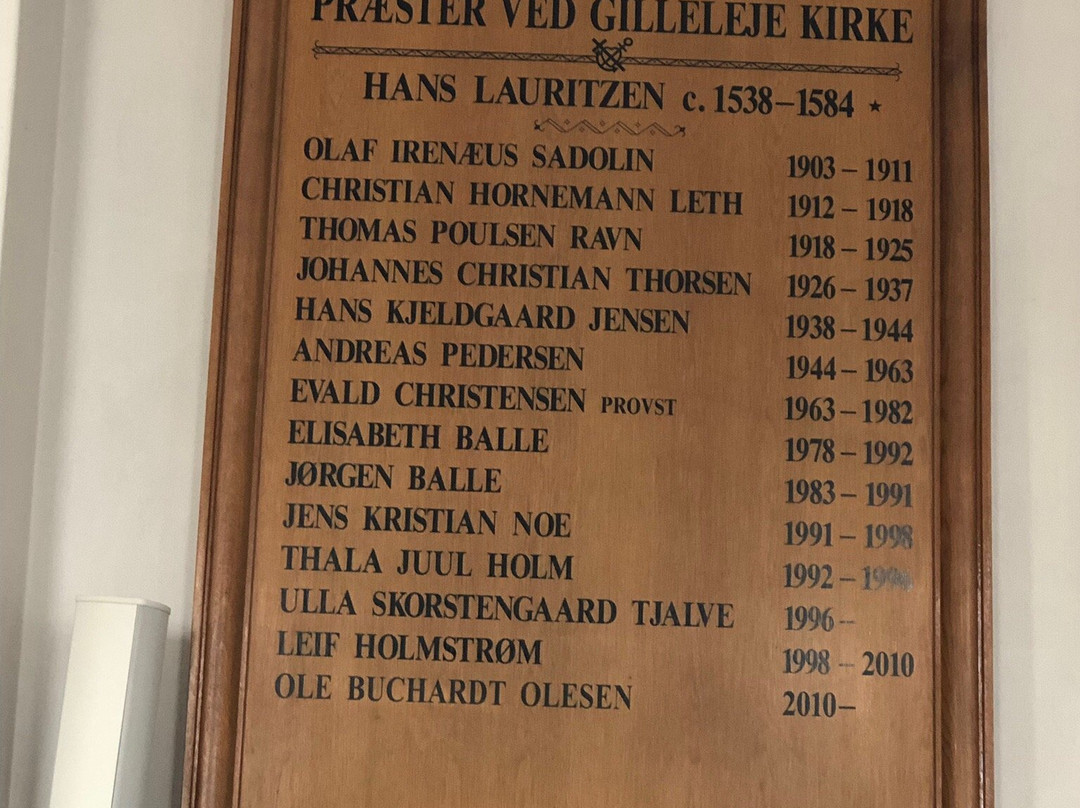 PRÆSTER VED GILLELEJE KIRKE
HANS LAURITZEN c. 1538–1584 ★
OLAF IRENÆUS SADOLIN 1903 – 1911
CHRISTIAN HORNEMANN LETH 1912 – 1918
THOMAS POULSEN RAVN 1918 – 1925
JOHANNES CHRISTIAN THORSEN 1926 – 1937
HANS KJELDGAARD JENSEN 1938 – 1944
ANDREAS PEDERSEN 1944 – 1963
EVALD CHRISTENSEN PROVST 1963 – 1982
ELISABETH BALLE 1978 – 1992
JØRGEN BALLE 1983 – 1991
JENS KRISTIAN NOE 1991 – 1998
THALA JUUL HOLM 1992 –
ULLA SKORSTENGAARD TJALVE 1996 –
LEIF HOLMSTRØM 1998 – 2010
OLE BUCHARDT OLESEN 2010 –